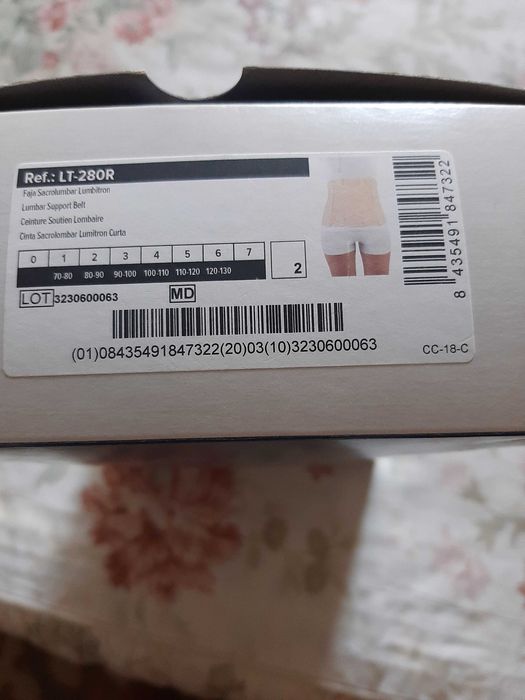 Ref.: LT-280R
Faja Sacrolumbar Lumbitron
Lumbar Support Belt
Ceinture Soutien Lombaire
Cinta Sacrolombar Lumitron Curta
0 1 2 3 4 5 6 7
70-80 80-90 90-100 100-110 110-120 120-130
2
LOT 3230600063 MD
(01)08435491847322(20)03(10)3230600063
CC-18-C
8 435491 847322